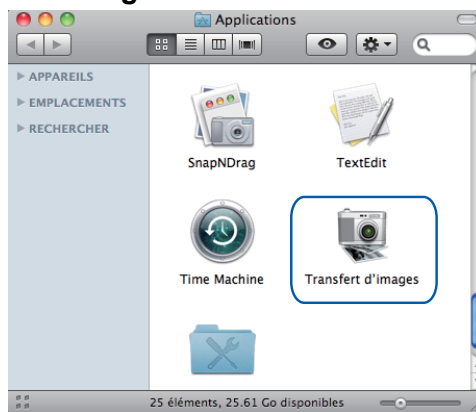 Applications
APPAREILS
EMPLACEMENTS
RECHERCHER
SnapNDrag
TextEdit
Time Machine
Transfert d'images
25 éléments, 25.61 Go disponibles